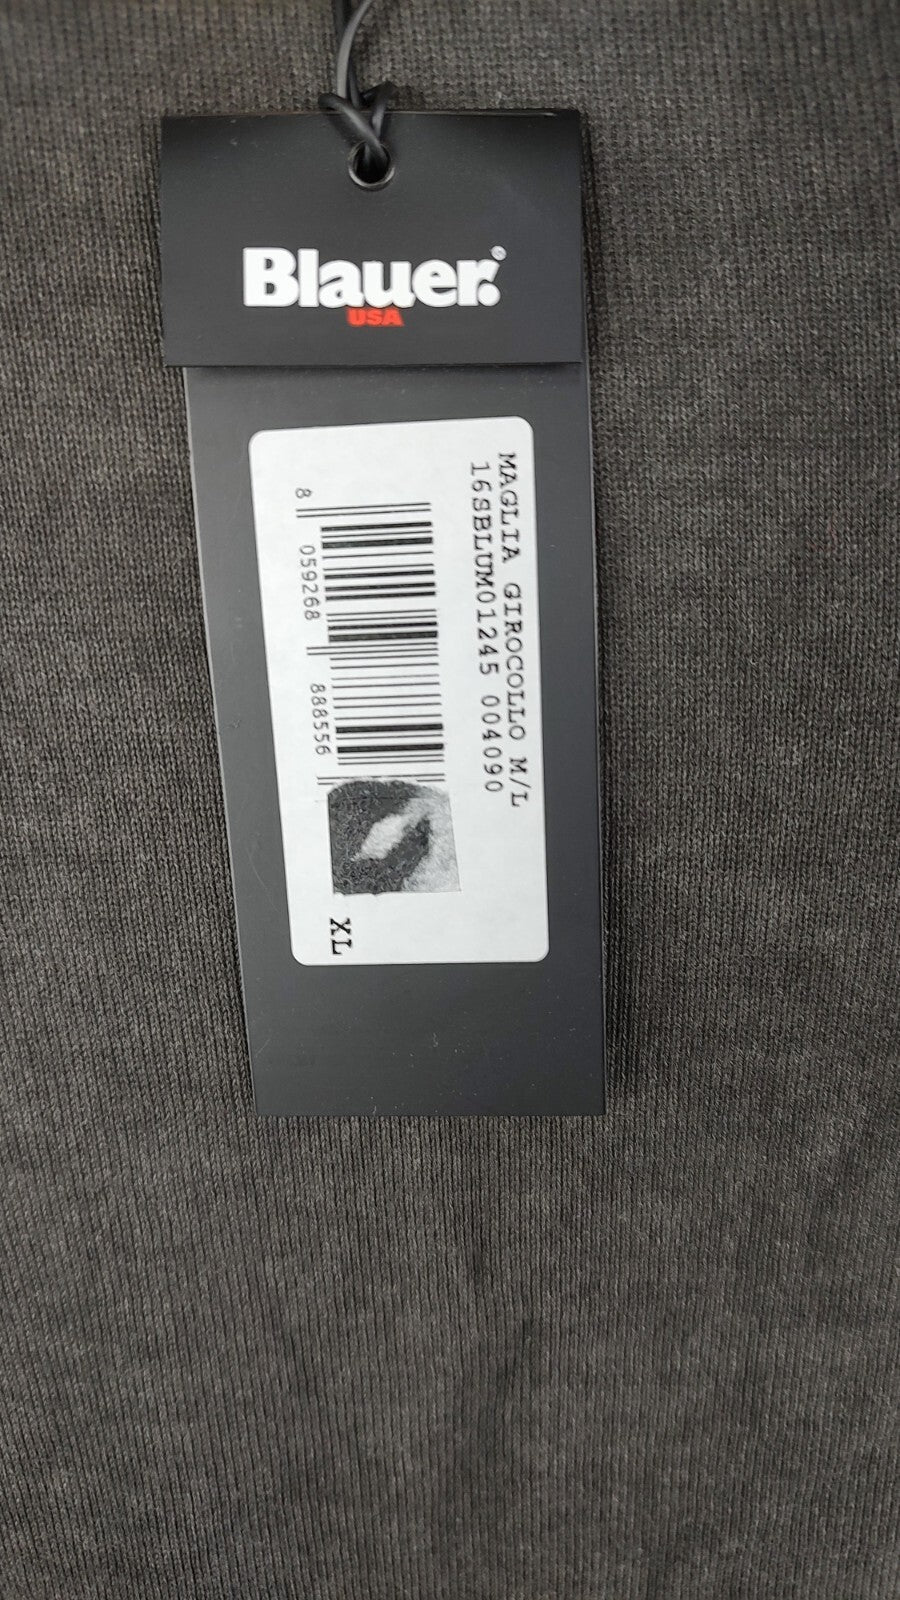 Blauer.®
USA
MAGLIA GIROCOLLO M/L
16SBLUM01245 004090
8 059268 888556
XL